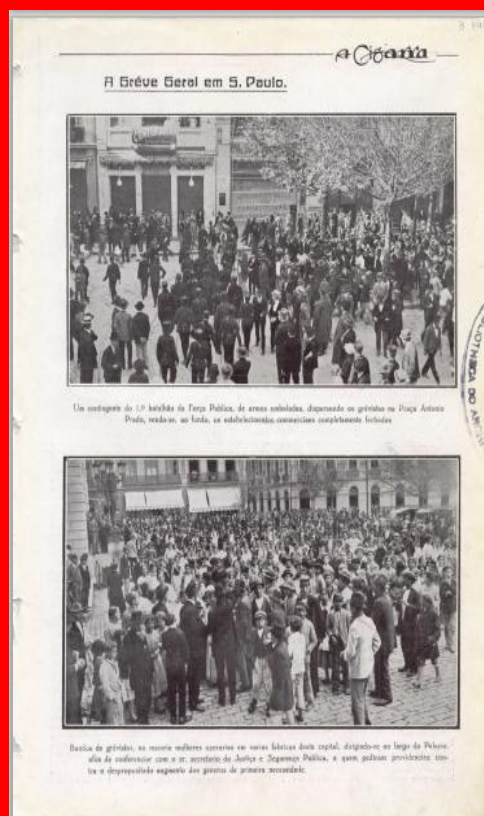 A Cigarra
A Gréve Geral em S. Paulo.
Um contingente do 1.º batalhão da Força Publica, de armas embaladas, dispersando os grévistas na Praça Antonio
Prado, vendo-se, ao fundo, os estabelecimentos commerciaes completamente fechados
Bandos de grévistas, na maioria mulheres operarias em varias fabricas desta capital, dirigindo-se ao largo do Palacio,
afim de conferenciar com o sr. secretario da Justiça e Segurança Publica, a quem pediram providencias con-
tra o despropositado augmento dos generos de primeira necessidade.
BIBLIOTHECA DO